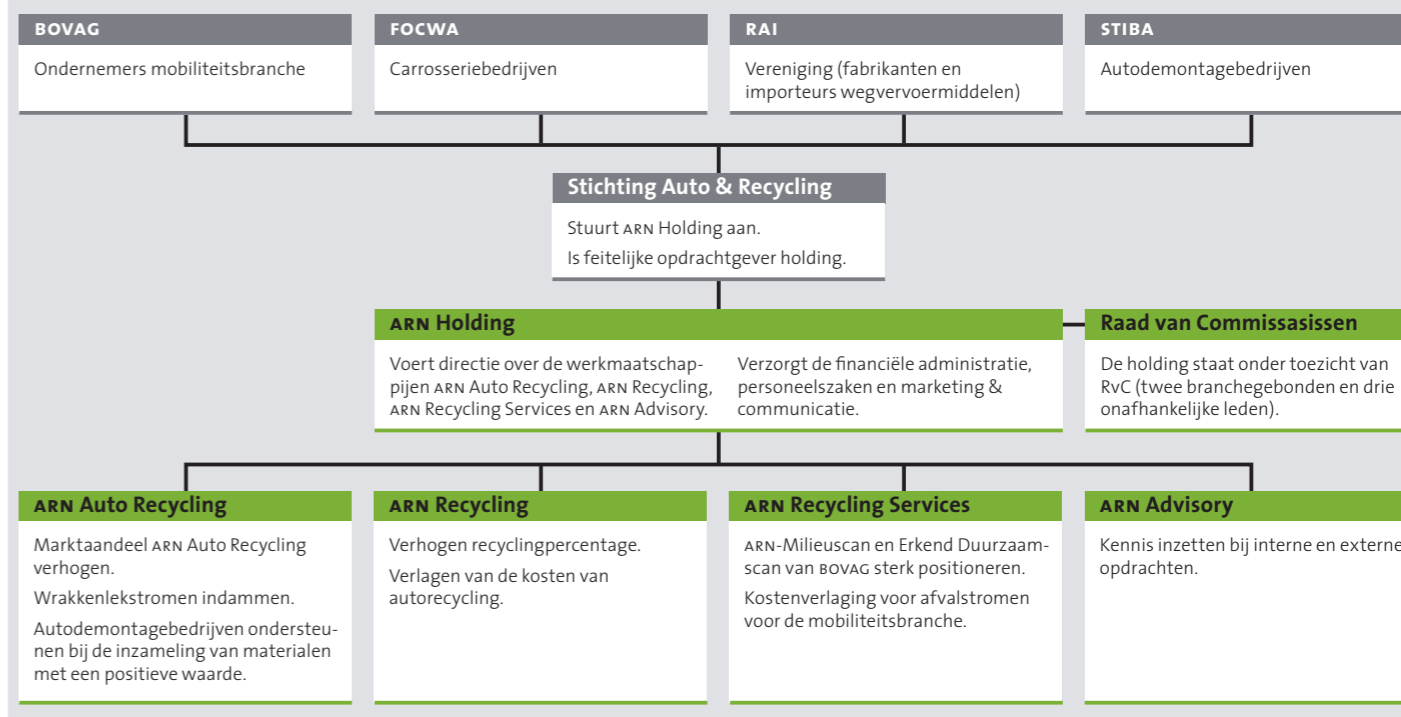 BOVAG
Ondernemers mobiliteitsbranche
FOCWA
Carrosseriebedrijven
RAI
Vereniging (fabrikanten en
importeurs wegvervoermiddelen)
STIBA
Autodemontagebedrijven
Stichting Auto & Recycling
Stuurt ARN Holding aan.
Is feitelijke opdrachtgever holding.
ARN Holding
Voert directie over de werkmaatschap-
pijen ARN Auto Recycling, ARN Recycling,
ARN Recycling Services en ARN Advisory.
Verzorgt de financiële administratie,
personeelszaken en marketing &
communicatie.
Raad van Commissasissen
De holding staat onder toezicht van
RvC (twee branchegebonden en drie
onafhankelijke leden).
ARN Auto Recycling
Marktaandeel ARN Auto Recycling
verhogen.
Wrakkenlekstromen indammen.
Autodemontagebedrijven ondersteu-
nen bij de inzameling van materialen
met een positieve waarde.
ARN Recycling
Verhogen recyclingpercentage.
Verlagen van de kosten van
autorecycling.
ARN Recycling Services
ARN-Milieuscan en Erkend Duurzaam-
scan van BOVAG sterk positioneren.
Kostenverlaging voor afvalstromen
voor de mobiliteitsbranche.
ARN Advisory
Kennis inzetten bij interne en externe
opdrachten.